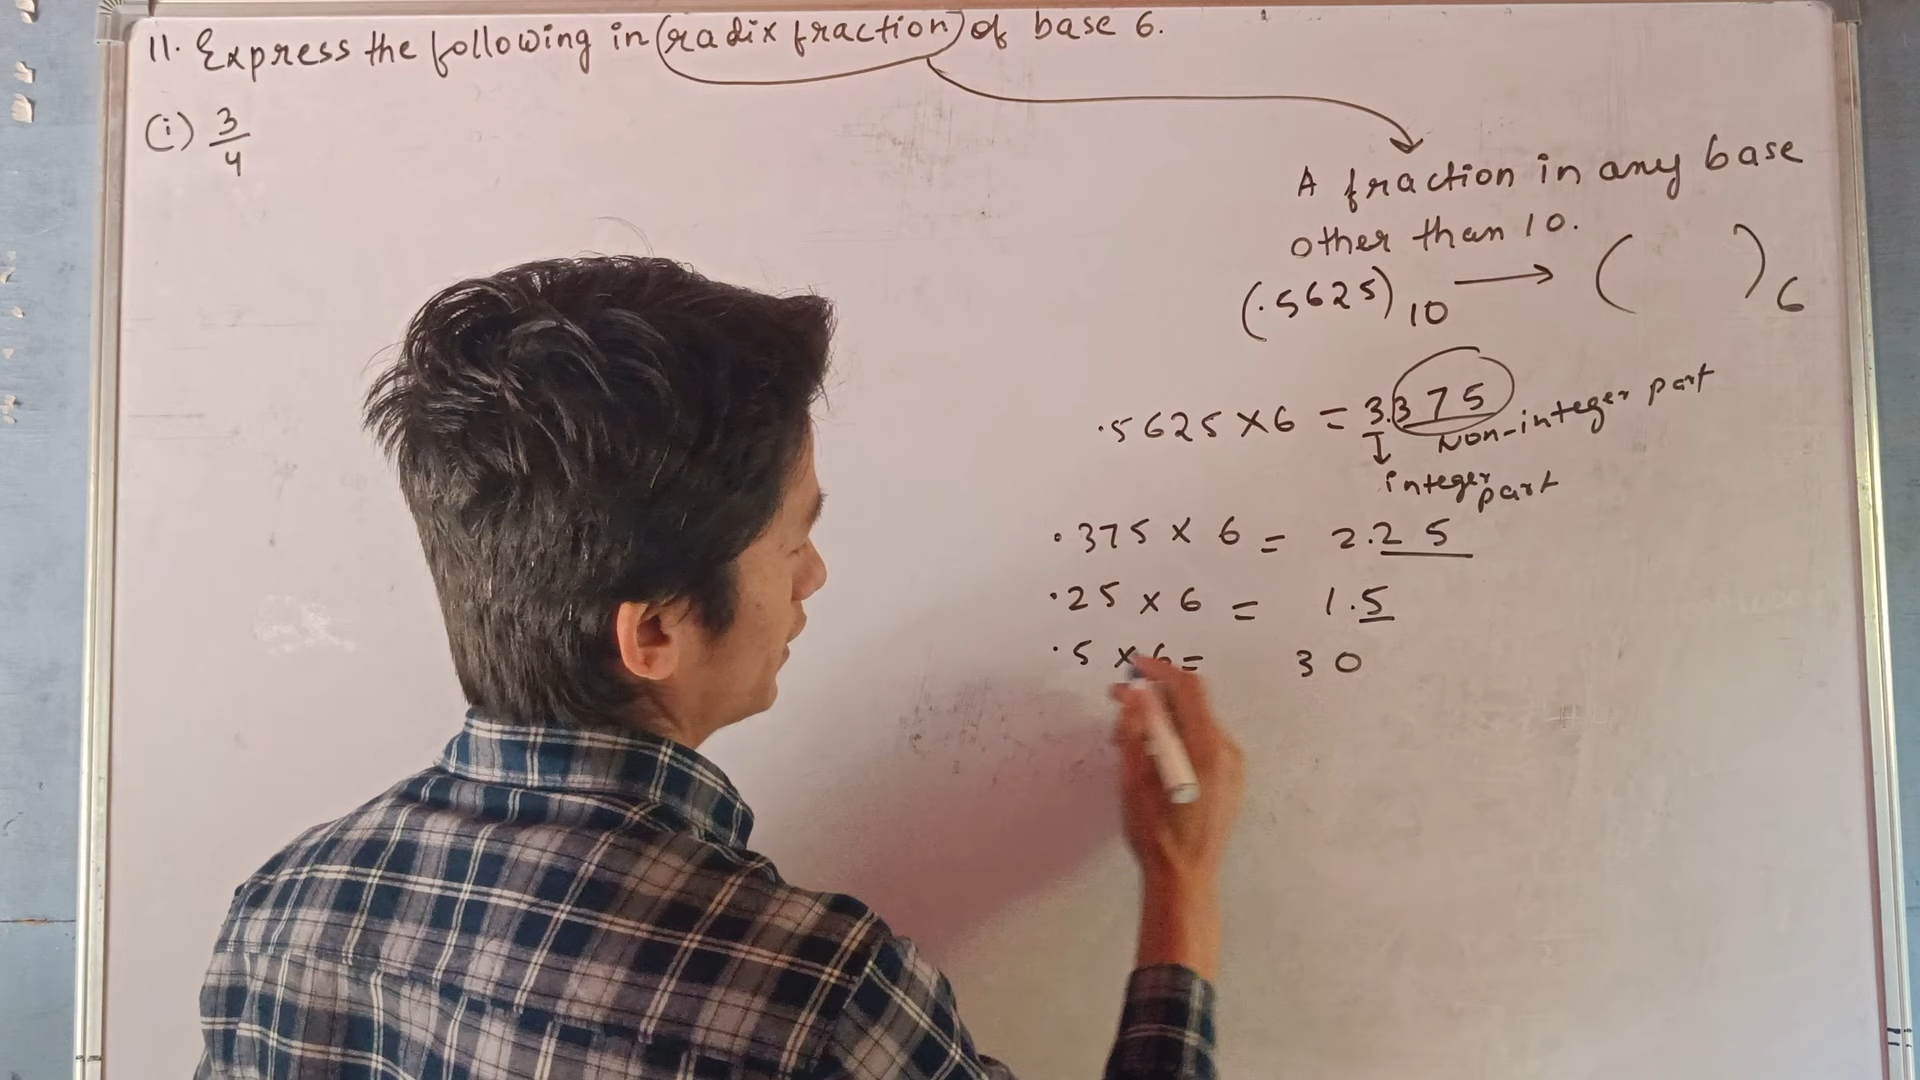 11. Express the following in (radix fraction) of base 6.
(i) 3/4
A fraction in any base
other than 10.
(.5625)10 → ( )6
.5625 × 6 = 3.375
Non-integer part
integer part
.375 × 6 = 2.25
.25 × 6 = 1.5
.5 × 6 = 3 0